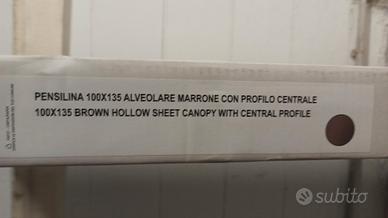 PENSILINA 100X135 ALVEOLARE MARRONE CON PROFILO CENTRALE
100X135 BROWN HOLLOW SHEET CANOPY WITH CENTRAL PROFILE
subito